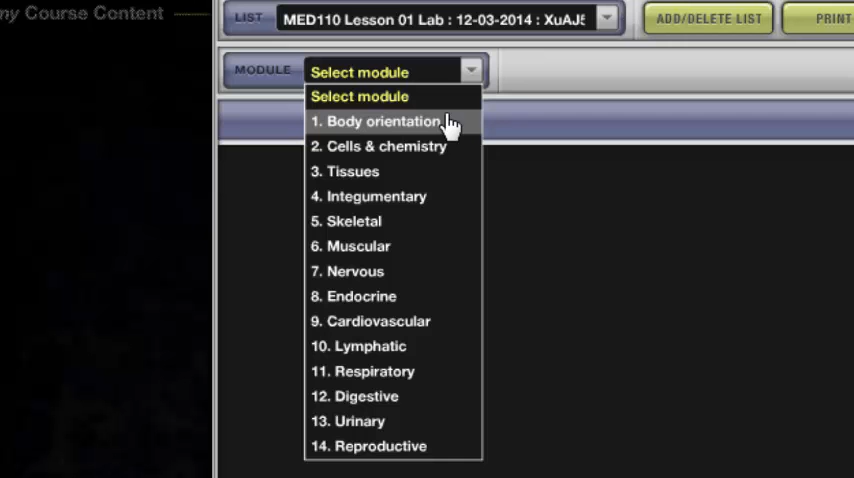 ny Course Content
LIST
MED110 Lesson 01 Lab : 12-03-2014 : XuAJ
ADD/DELETE LIST
PRINT
MODULE
Select module
Select module
1. Body orientation
2. Cells & chemistry
3. Tissues
4. Integumentary
5. Skeletal
6. Muscular
7. Nervous
8. Endocrine
9. Cardiovascular
10. Lymphatic
11. Respiratory
12. Digestive
13. Urinary
14. Reproductive